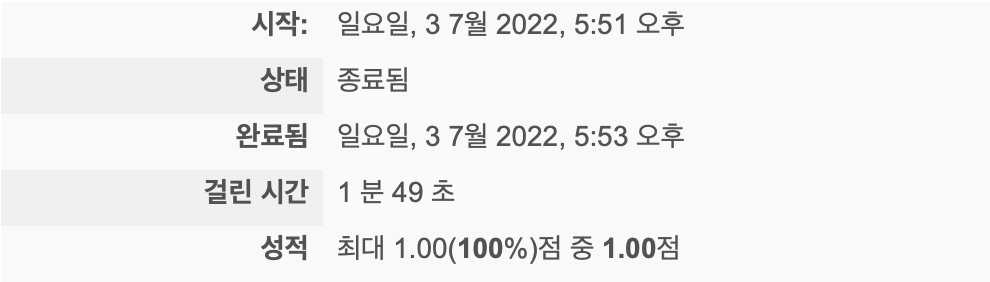 시작: 일요일, 3 7월 2022, 5:51 오후
상태 종료됨
완료됨 일요일, 3 7월 2022, 5:53 오후
걸린 시간 1 분 49 초
성적 최대 1.00(100%)점 중 1.00점